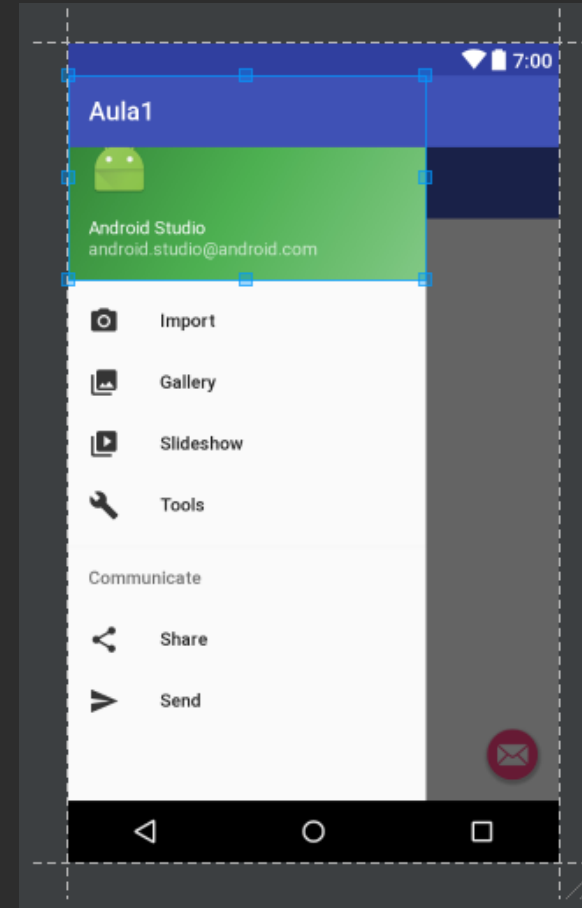 7:00
Aula1
Android Studio
android.studio@android.com
Import
Gallery
Slideshow
Tools
Communicate
Share
Send